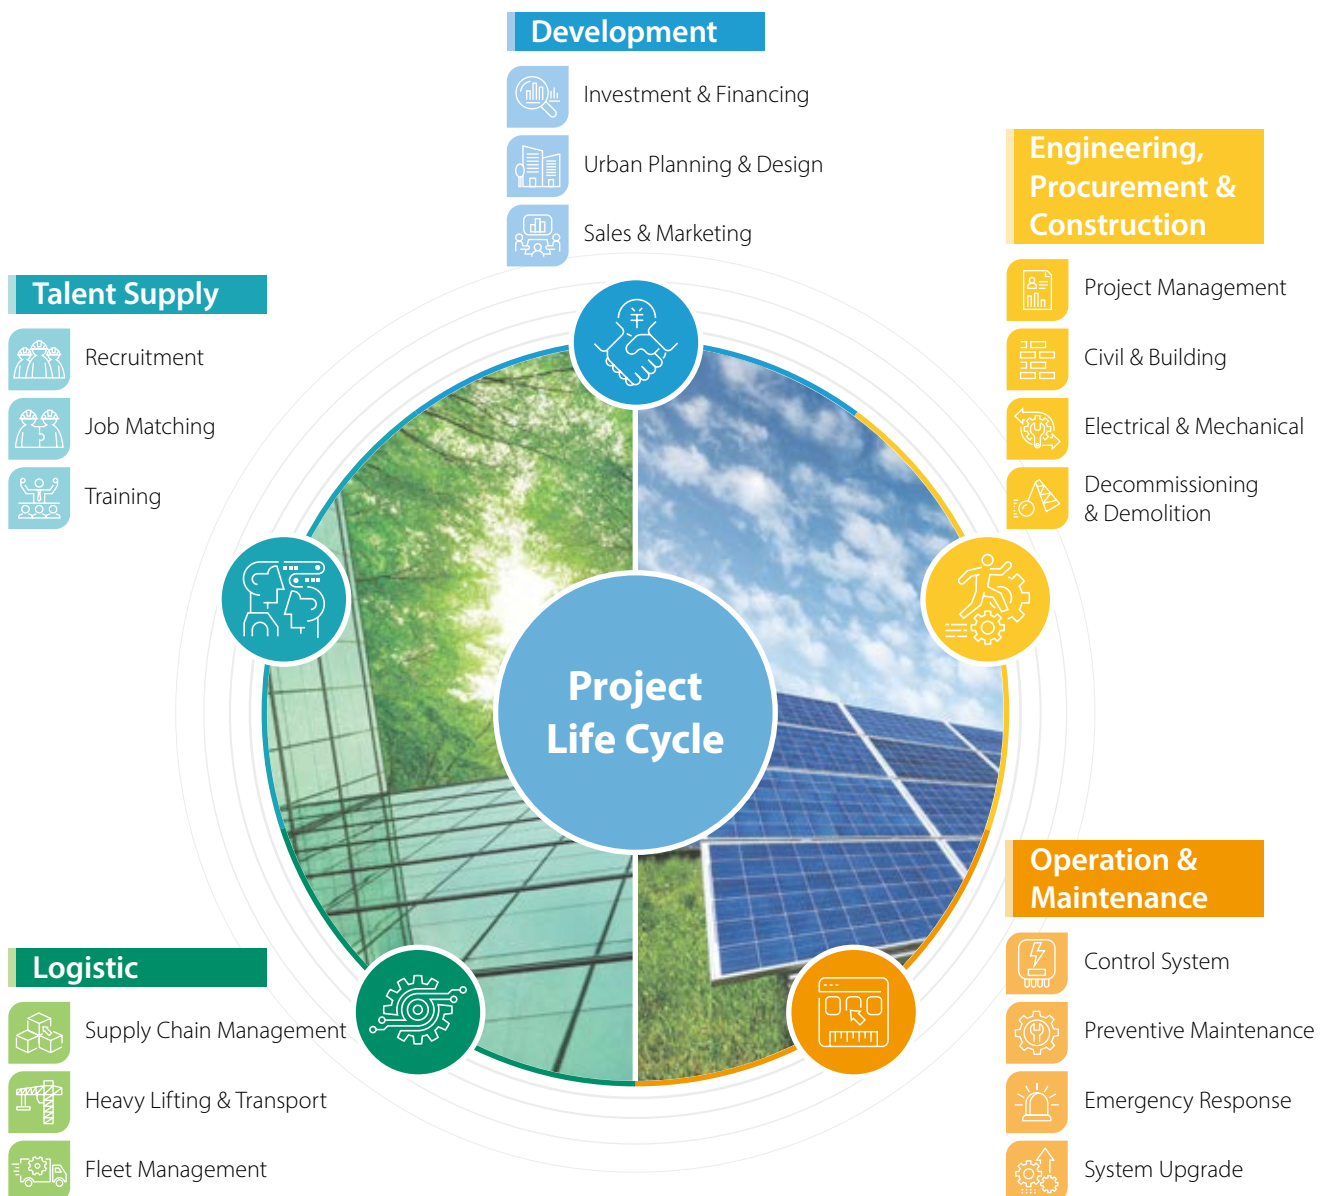 Development
Investment & Financing
Urban Planning & Design
Sales & Marketing
Engineering,
Procurement &
Construction
Project Management
Civil & Building
Electrical & Mechanical
Decommissioning
& Demolition
Talent Supply
Recruitment
Job Matching
Training
¥
Project
Life Cycle
Operation &
Maintenance
Control System
Preventive Maintenance
Emergency Response
System Upgrade
Logistic
Supply Chain Management
Heavy Lifting & Transport
Fleet Management